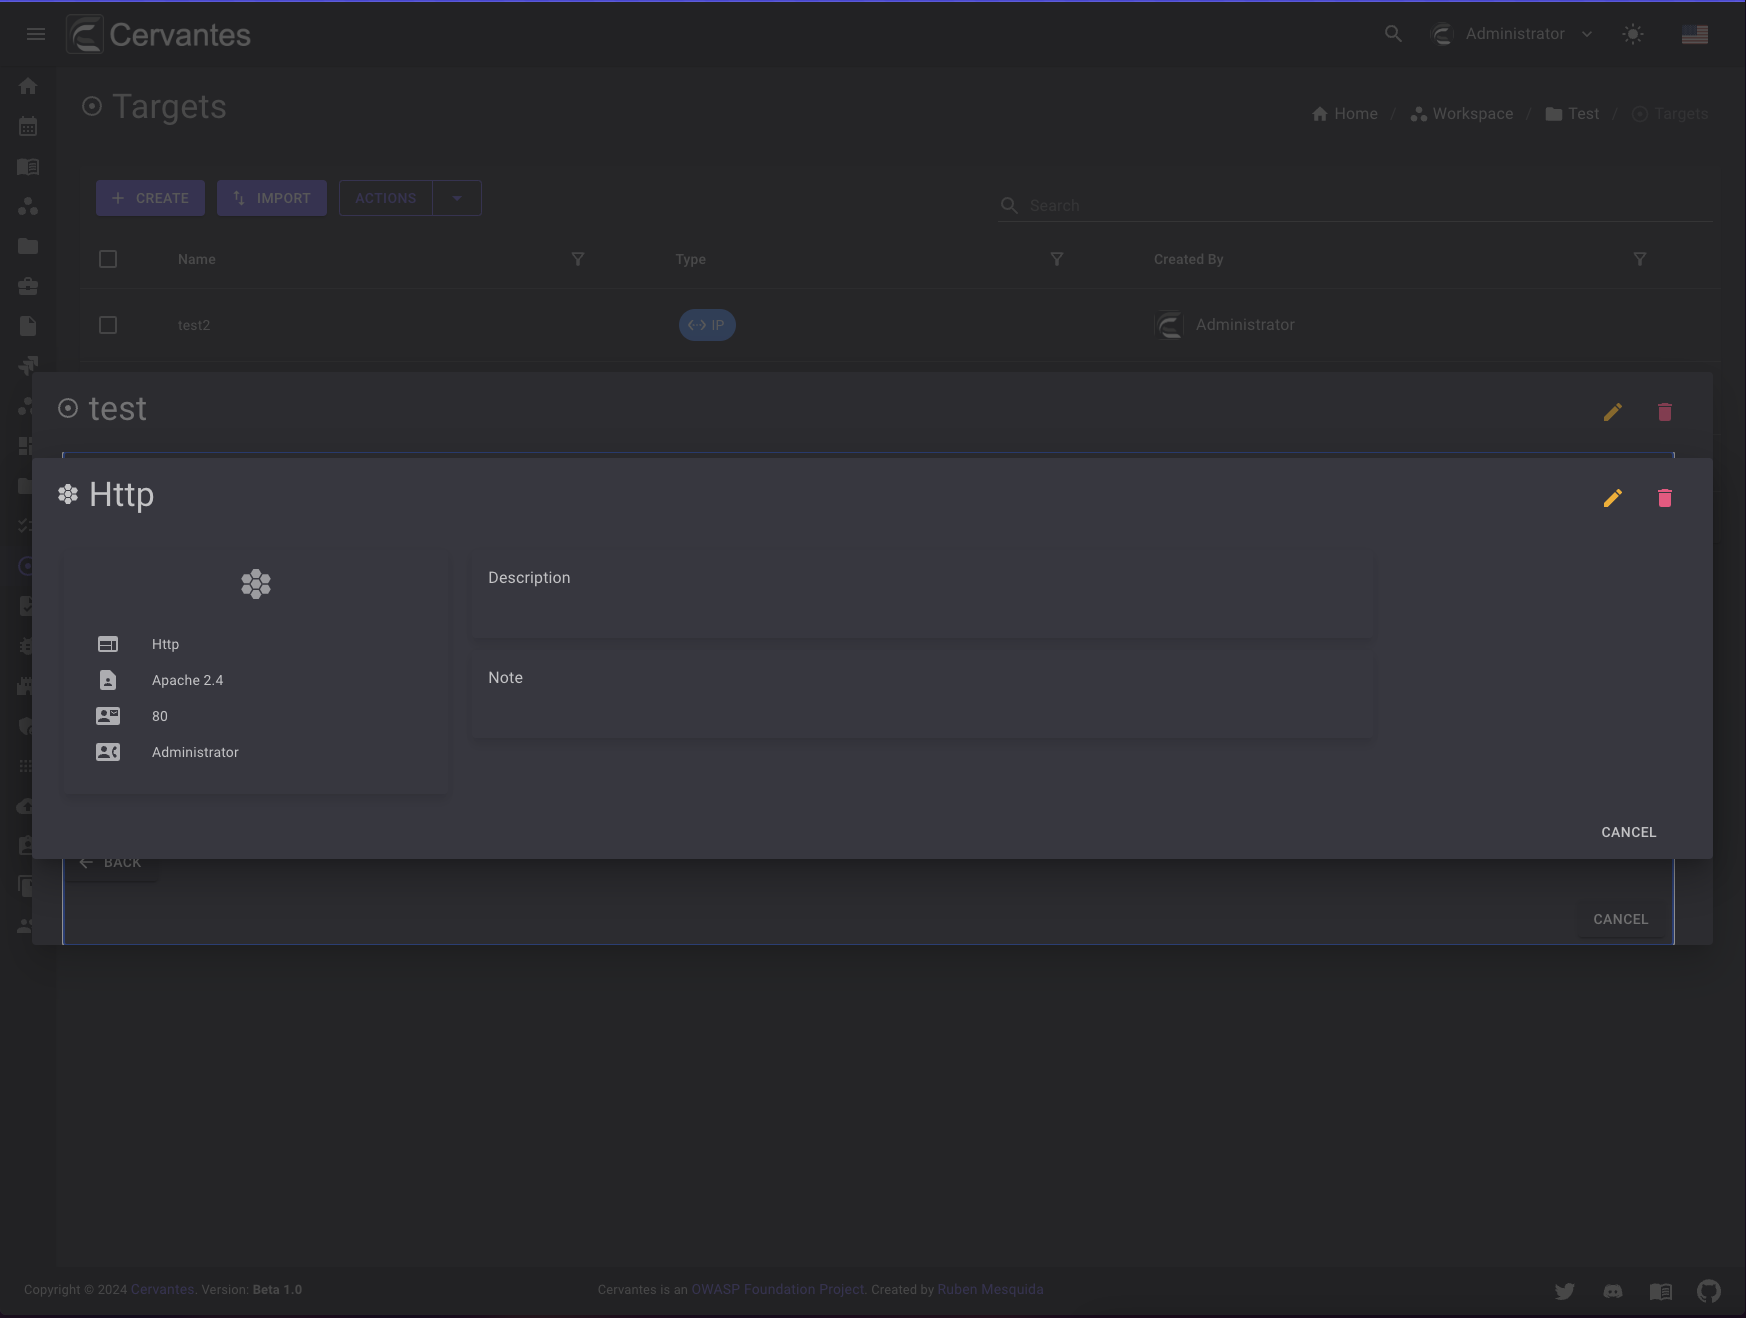 Cervantes
Administrator
Targets
Home / Workspace / Test / Targets
CREATE IMPORT ACTIONS
Search
Name Type Created By
test2 IP Administrator
test
Http
Description
Http
Note
Apache 2.4
80
Administrator
CANCEL
BACK
CANCEL
Copyright © 2024 Cervantes. Version: Beta 1.0
Cervantes is an OWASP Foundation Project. Created by Ruben Mesquida